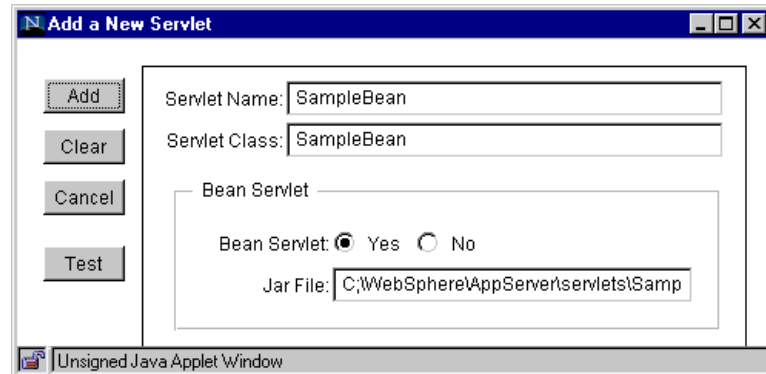 Add a New Servlet
Add
Clear
Cancel
Test
Servlet Name: SampleBean
Servlet Class: SampleBean
Bean Servlet
Bean Servlet: Yes No
Jar File: C;\WebSphere\AppServer\servlets\Samp
Unsigned Java Applet Window